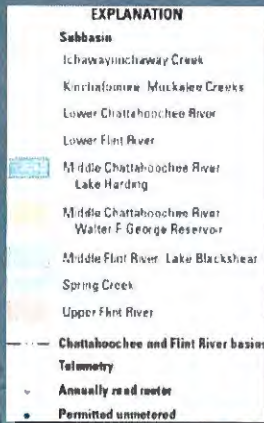 EXPLANATION
Subbasin
Ichawaynochaway Creek
Kinchafoonee Muckalee Creeks
Lower Chattahoochee River
Lower Flint River
Middle Chattahoochee River
Lake Harding
Middle Chattahoochee River
Walter F George Reservoir
Middle Flint River Lake Blackshear
Spring Creek
Upper Flint River
Chattahoochee and Flint River basins
Telemetry
Annually read meter
Permitted unmetered